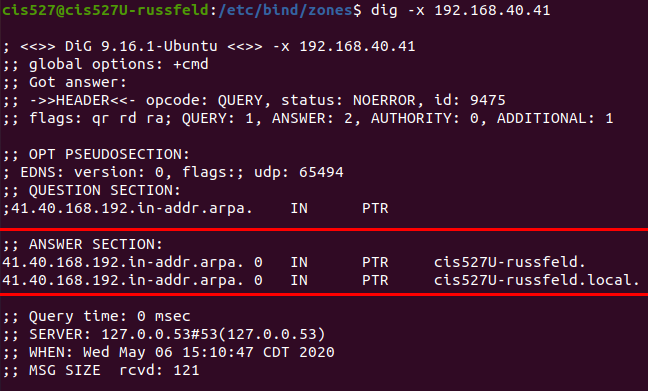 cis527@cis527U-russfeld:/etc/bind/zones$ dig -x 192.168.40.41
; <<>> DiG 9.16.1-Ubuntu <<>> -x 192.168.40.41
;; global options: +cmd
;; Got answer:
;; ->>HEADER<<- opcode: QUERY, status: NOERROR, id: 9475
;; flags: qr rd ra; QUERY: 1, ANSWER: 2, AUTHORITY: 0, ADDITIONAL: 1
;; OPT PSEUDOSECTION:
; EDNS: version: 0, flags:; udp: 65494
;; QUESTION SECTION:
;41.40.168.192.in-addr.arpa. IN PTR
;; ANSWER SECTION:
41.40.168.192.in-addr.arpa. 0 IN PTR cis527U-russfeld.
41.40.168.192.in-addr.arpa. 0 IN PTR cis527U-russfeld.local.
;; Query time: 0 msec
;; SERVER: 127.0.0.53#53(127.0.0.53)
;; WHEN: Wed May 06 15:10:47 CDT 2020
;; MSG SIZE rcvd: 121